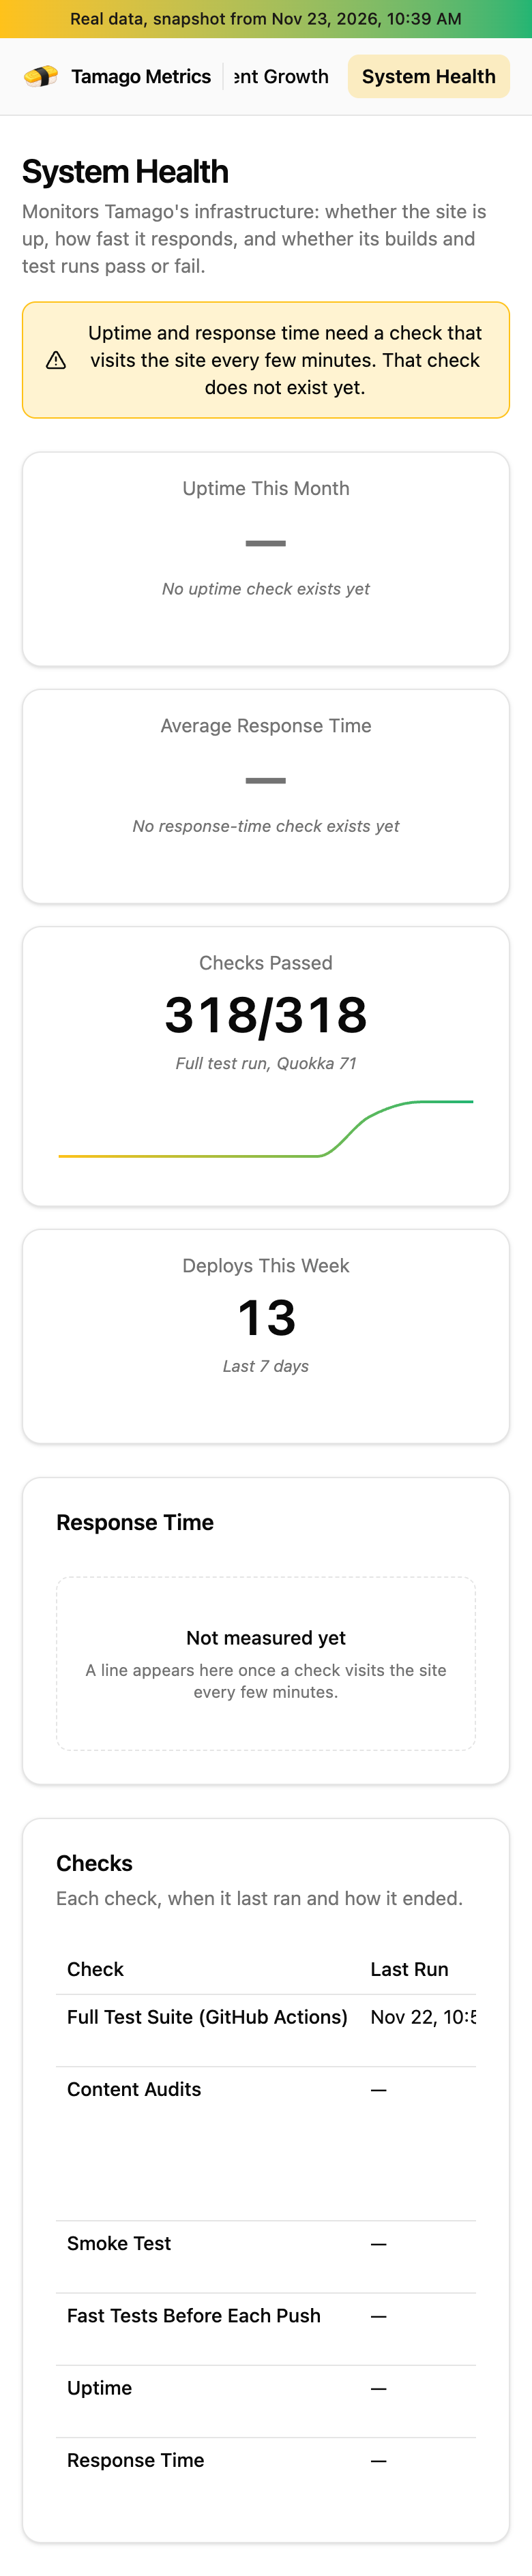 Real data, snapshot from Nov 23, 2026, 10:39 AM
Tamago Metrics
ent Growth
System Health
System Health
Monitors Tamago's infrastructure: whether the site is
up, how fast it responds, and whether its builds and
test runs pass or fail.
Uptime and response time need a check that
visits the site every few minutes. That check
does not exist yet.
Uptime This Month
—
No uptime check exists yet
Average Response Time
—
No response-time check exists yet
Checks Passed
318/318
Full test run, Quokka 71
Deploys This Week
13
Last 7 days
Response Time
Not measured yet
A line appears here once a check visits the site
every few minutes.
Checks
Each check, when it last ran and how it ended.
Check Last Run
Full Test Suite (GitHub Actions) Nov 22, 10:5
Content Audits —
Smoke Test —
Fast Tests Before Each Push —
Uptime —
Response Time —